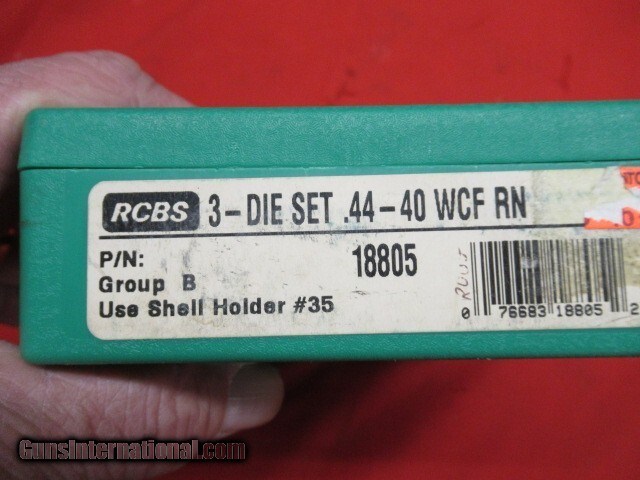 RCBS 3-DIE SET .44-40 WCF RN
P/N: 18805
Group B
Use Shell Holder #35
0 76683 18805 2
GunsInternational.com